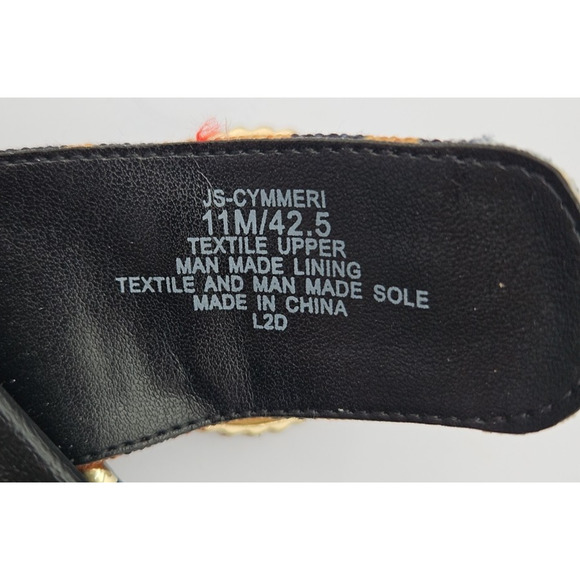 JS-CYMMERI
11M/42.5
TEXTILE UPPER
MAN MADE LINING
TEXTILE AND MAN MADE SOLE
MADE IN CHINA
L2D